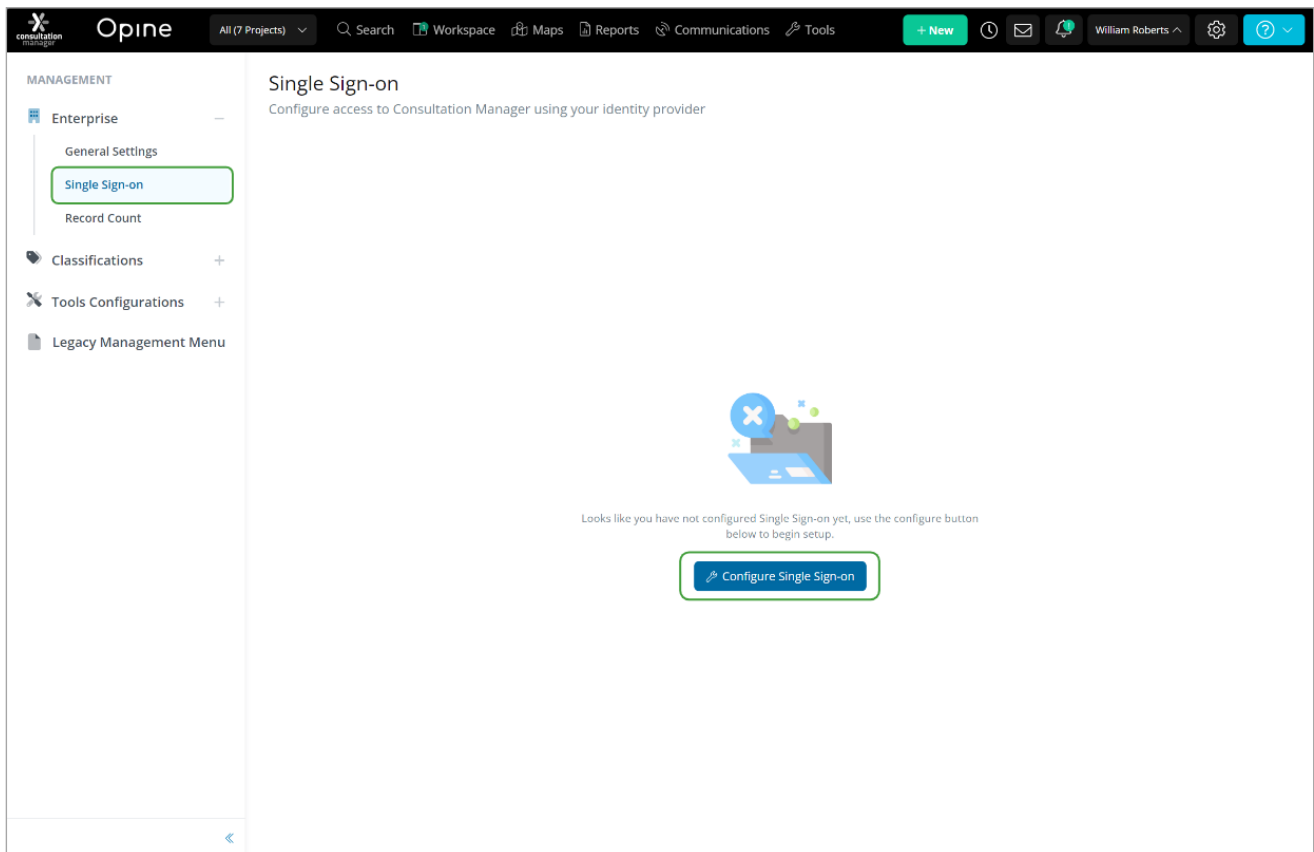 consultation
manager
Opine
All (7 Projects)
Search
Workspace
Maps
Reports
Communications
Tools
+ New
William Roberts
?
MANAGEMENT
Enterprise
General Settings
Single Sign-on
Record Count
Classifications
Tools Configurations
Legacy Management Menu
Single Sign-on
Configure access to Consultation Manager using your identity provider
Looks like you have not configured Single Sign-on yet, use the configure button
below to begin setup.
Configure Single Sign-on